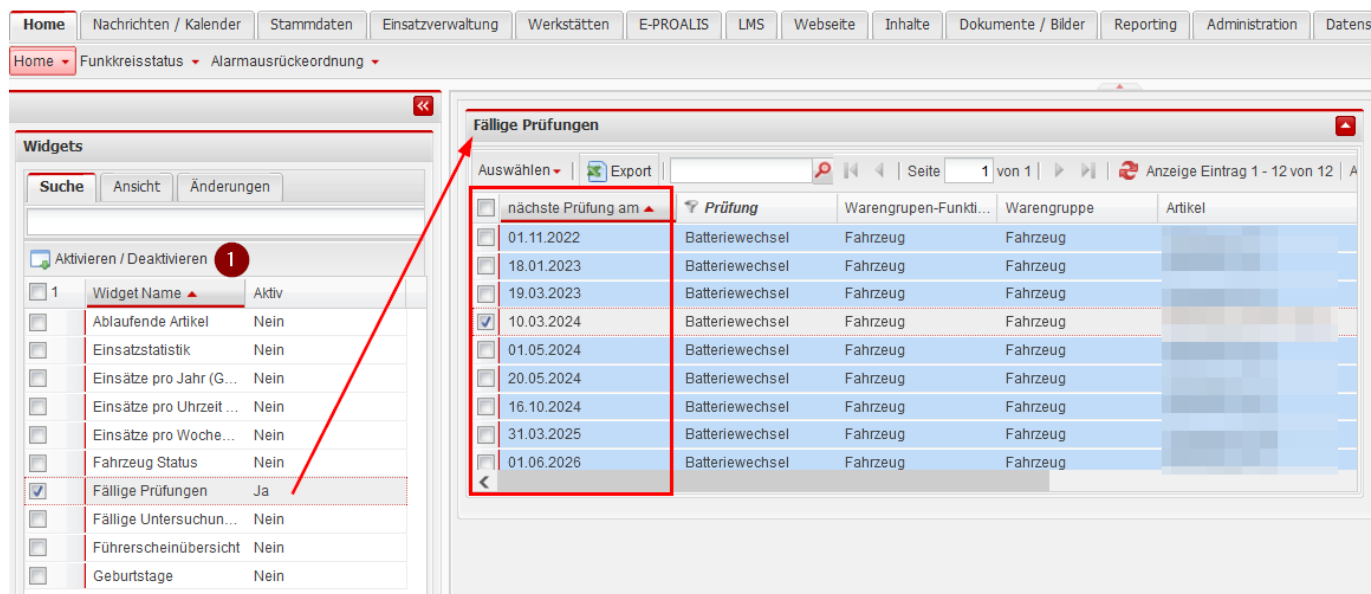 Home Nachrichten / Kalender Stammdaten Einsatzverwaltung Werkstätten E-PROALIS LMS Webseite Inhalte Dokumente / Bilder Reporting Administration Datens
Home Funkkreisstatus Alarmausrückeordnung
Widgets
Suche Ansicht Änderungen
Aktivieren / Deaktivieren 1
1 Widget Name Aktiv
Ablaufende Artikel Nein
Einsatzstatistik Nein
Einsätze pro Jahr (G... Nein
Einsätze pro Uhrzeit ... Nein
Einsätze pro Woche... Nein
Fahrzeug Status Nein
Fällige Prüfungen Ja
Fällige Untersuchun... Nein
Führerscheinübersicht Nein
Geburtstage Nein
Fällige Prüfungen
Auswählen Export Seite 1 von 1 Anzeige Eintrag 1 - 12 von 12 A
nächste Prüfung am Prüfung Warengrupen-Funkti... Warengruppe Artikel
01.11.2022 Batteriewechsel Fahrzeug Fahrzeug
18.01.2023 Batteriewechsel Fahrzeug Fahrzeug
19.03.2023 Batteriewechsel Fahrzeug Fahrzeug
10.03.2024 Batteriewechsel Fahrzeug Fahrzeug
01.05.2024 Batteriewechsel Fahrzeug Fahrzeug
20.05.2024 Batteriewechsel Fahrzeug Fahrzeug
16.10.2024 Batteriewechsel Fahrzeug Fahrzeug
31.03.2025 Batteriewechsel Fahrzeug Fahrzeug
01.06.2026 Batteriewechsel Fahrzeug Fahrzeug